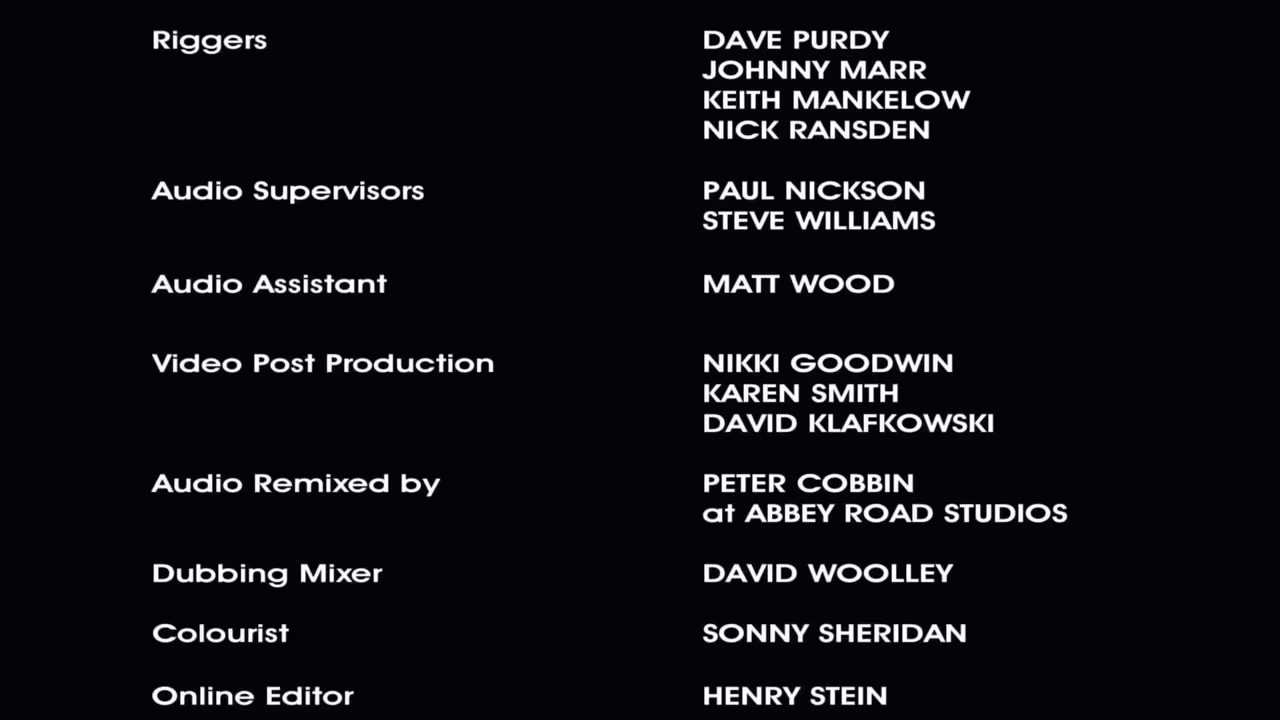 Riggers DAVE PURDY
JOHNNY MARR
KEITH MANKELOW
NICK RANSDEN
Audio Supervisors PAUL NICKSON
STEVE WILLIAMS
Audio Assistant MATT WOOD
Video Post Production NIKKI GOODWIN
KAREN SMITH
DAVID KLAFKOWSKI
Audio Remixed by PETER COBBIN
at ABBEY ROAD STUDIOS
Dubbing Mixer DAVID WOOLLEY
Colourist SONNY SHERIDAN
Online Editor HENRY STEIN